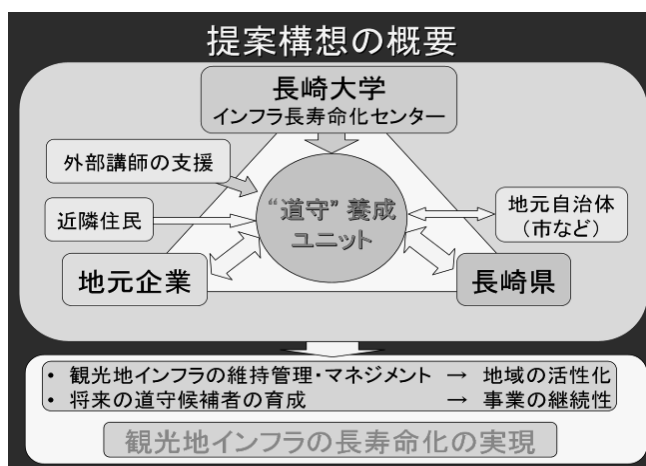 提案構想の概要
長崎大学
インフラ長寿命化センター
外部講師の支援
近隣住民
“道守” 養成
ユニット
地元自治体
(市など)
地元企業
長崎県
• 観光地インフラの維持管理・マネジメント → 地域の活性化
• 将来の道守候補者の育成 → 事業の継続性
観光地インフラの長寿命化の実現